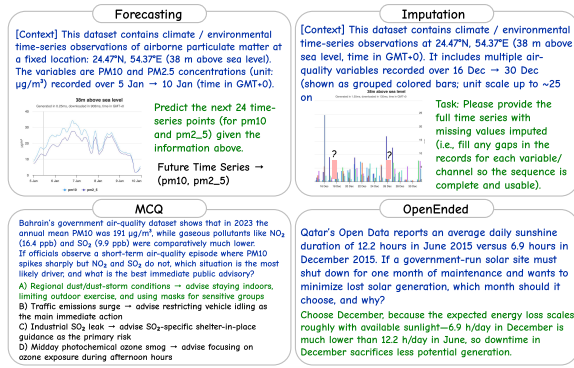 Forecasting
[Context] This dataset contains climate / environmental
time-series observations of airborne particulate matter at
a fixed location: 24.47°N, 54.37°E (38 m above sea level).
The variables are PM10 and PM2.5 concentrations (unit:
µg/m³) recorded over 5 Jan → 10 Jan (time in GMT+0).
38m above sea level
Predict the next 24 time-
series points (for pm10
and pm2_5) given the
information above.
Future Time Series →
(pm10, pm2_5)
pm10 pm2_5
Imputation
[Context] This dataset contains climate / environmental
time-series observations at 24.47°N, 54.37°E (38 m above
sea level, time in GMT+0). It includes multiple air-
quality variables recorded over 16 Dec → 30 Dec
(shown as grouped colored bars; unit scale up to ~25
on
38m above sea level
? ?
Task: Please provide the
full time series with
missing values imputed
(i.e., fill any gaps in the
records for each variable/
channel so the sequence is
complete and usable).
MCQ
Bahrain's government air-quality dataset shows that in 2023 the
annual mean PM10 was 191 µg/m³, while gaseous pollutants like NO₂
(16.4 ppb) and SO₂ (9.9 ppb) were comparatively much lower.
If officials observe a short-term air-quality episode where PM10
spikes sharply but NO₂ and SO₂ do not, which situation is the most
likely driver, and what is the best immediate public advisory?
A) Regional dust/dust-storm conditions → advise staying indoors,
limiting outdoor exercise, and using masks for sensitive groups
B) Traffic emissions surge → advise restricting vehicle idling as
the main immediate action
C) Industrial SO₂ leak → advise SO₂-specific shelter-in-place
guidance as the primary risk
D) Midday photochemical ozone smog → advise focusing on
ozone exposure during afternoon hours
OpenEnded
Qatar's Open Data reports an average daily sunshine
duration of 12.2 hours in June 2015 versus 6.9 hours in
December 2015. If a government-run solar site must
shut down for one month of maintenance and wants to
minimize lost solar generation, which month should it
choose, and why?
Choose December, because the expected energy loss scales
roughly with available sunlight—6.9 h/day in December is
much lower than 12.2 h/day in June, so downtime in
December sacrifices less potential generation.